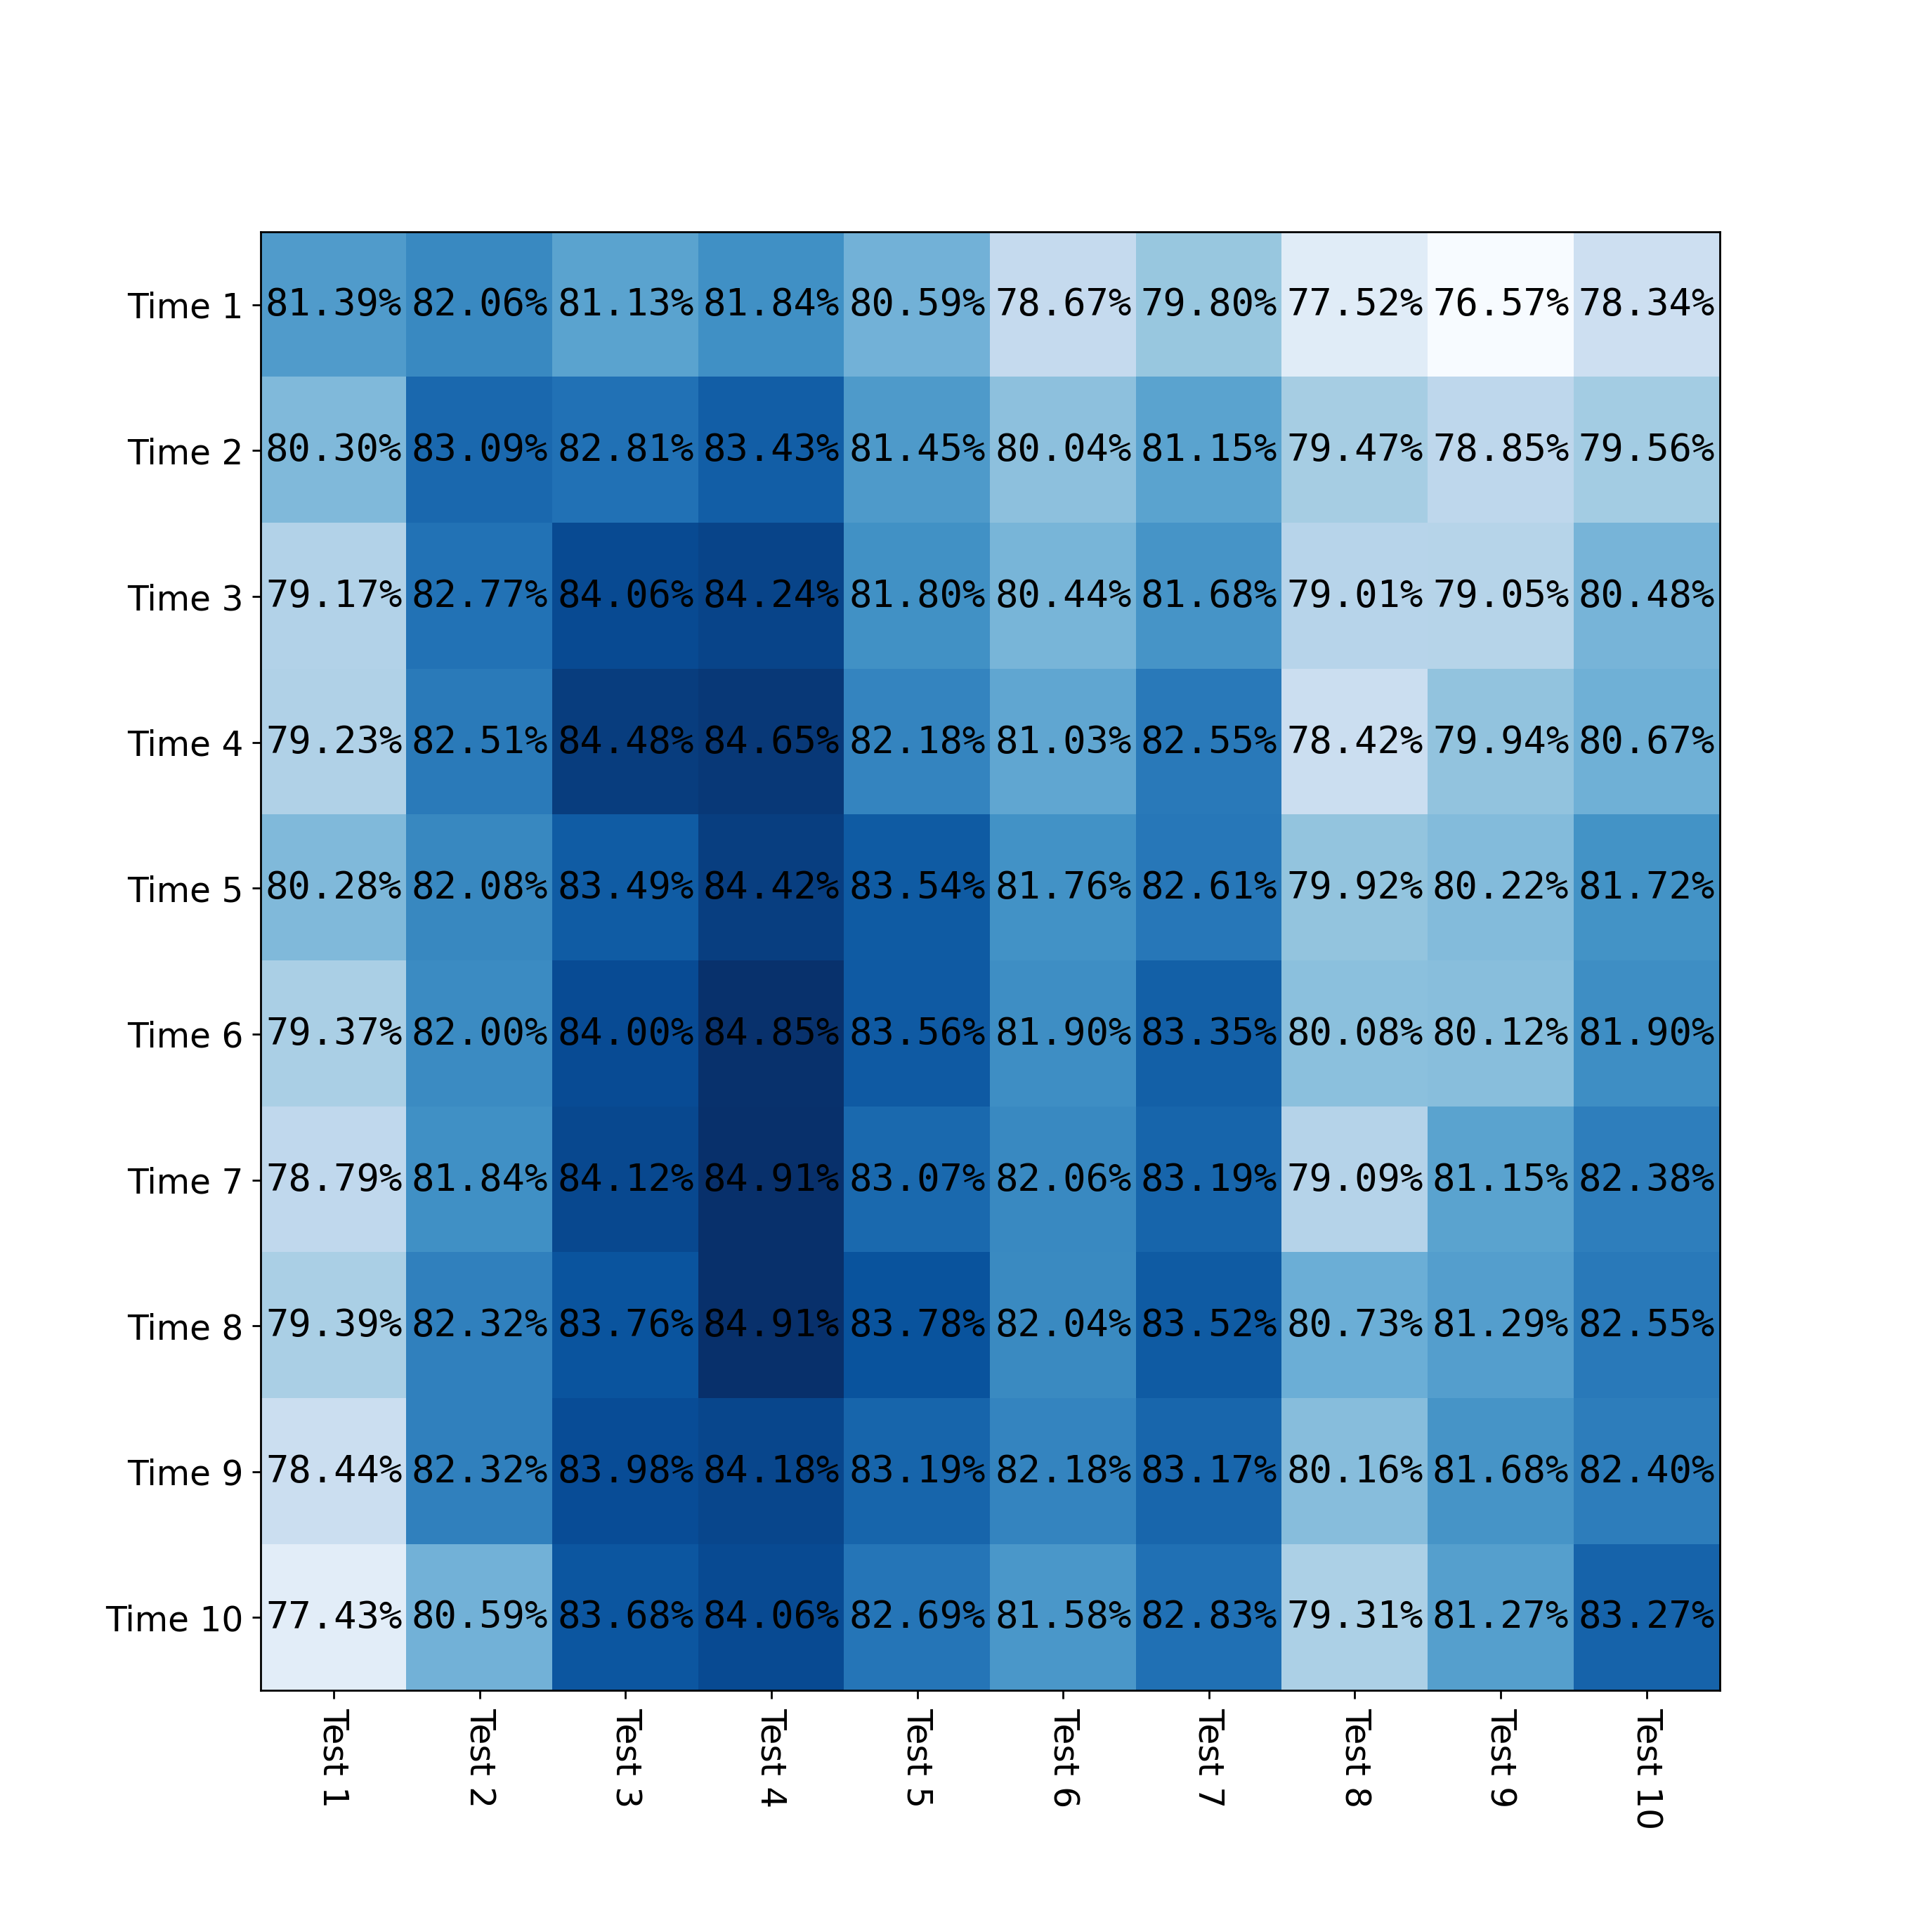 Time 1 81.39% 82.06% 81.13% 81.84% 80.59% 78.67% 79.80% 77.52% 76.57% 78.34%
Time 2 80.30% 83.09% 82.81% 83.43% 81.45% 80.04% 81.15% 79.47% 78.85% 79.56%
Time 3 79.17% 82.77% 84.06% 84.24% 81.80% 80.44% 81.68% 79.01% 79.05% 80.48%
Time 4 79.23% 82.51% 84.48% 84.65% 82.18% 81.03% 82.55% 78.42% 79.94% 80.67%
Time 5 80.28% 82.08% 83.49% 84.42% 83.54% 81.76% 82.61% 79.92% 80.22% 81.72%
Time 6 79.37% 82.00% 84.00% 84.85% 83.56% 81.90% 83.35% 80.08% 80.12% 81.90%
Time 7 78.79% 81.84% 84.12% 84.91% 83.07% 82.06% 83.19% 79.09% 81.15% 82.38%
Time 8 79.39% 82.32% 83.76% 84.91% 83.78% 82.04% 83.52% 80.73% 81.29% 82.55%
Time 9 78.44% 82.32% 83.98% 84.18% 83.19% 82.18% 83.17% 80.16% 81.68% 82.40%
Time 10 77.43% 80.59% 83.68% 84.06% 82.69% 81.58% 82.83% 79.31% 81.27% 83.27%
Test 1 Test 2 Test 3 Test 4 Test 5 Test 6 Test 7 Test 8 Test 9 Test 10